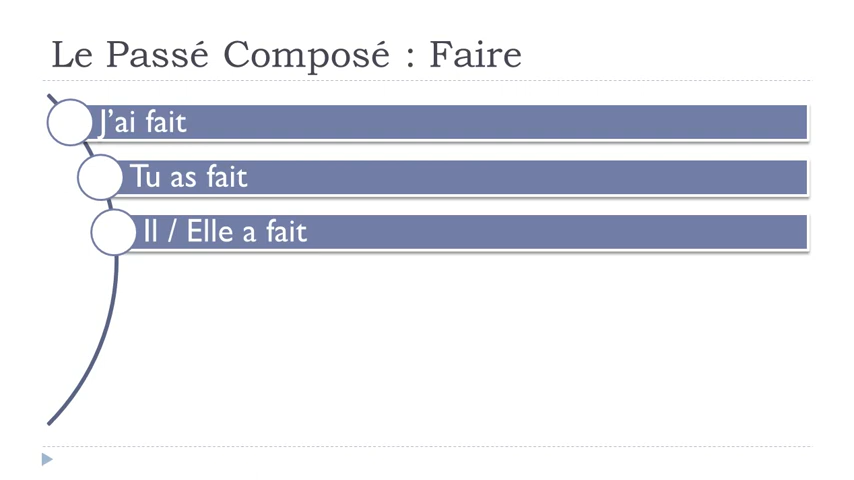 Le Passé Composé : Faire
J’ai fait
Tu as fait
Il / Elle a fait